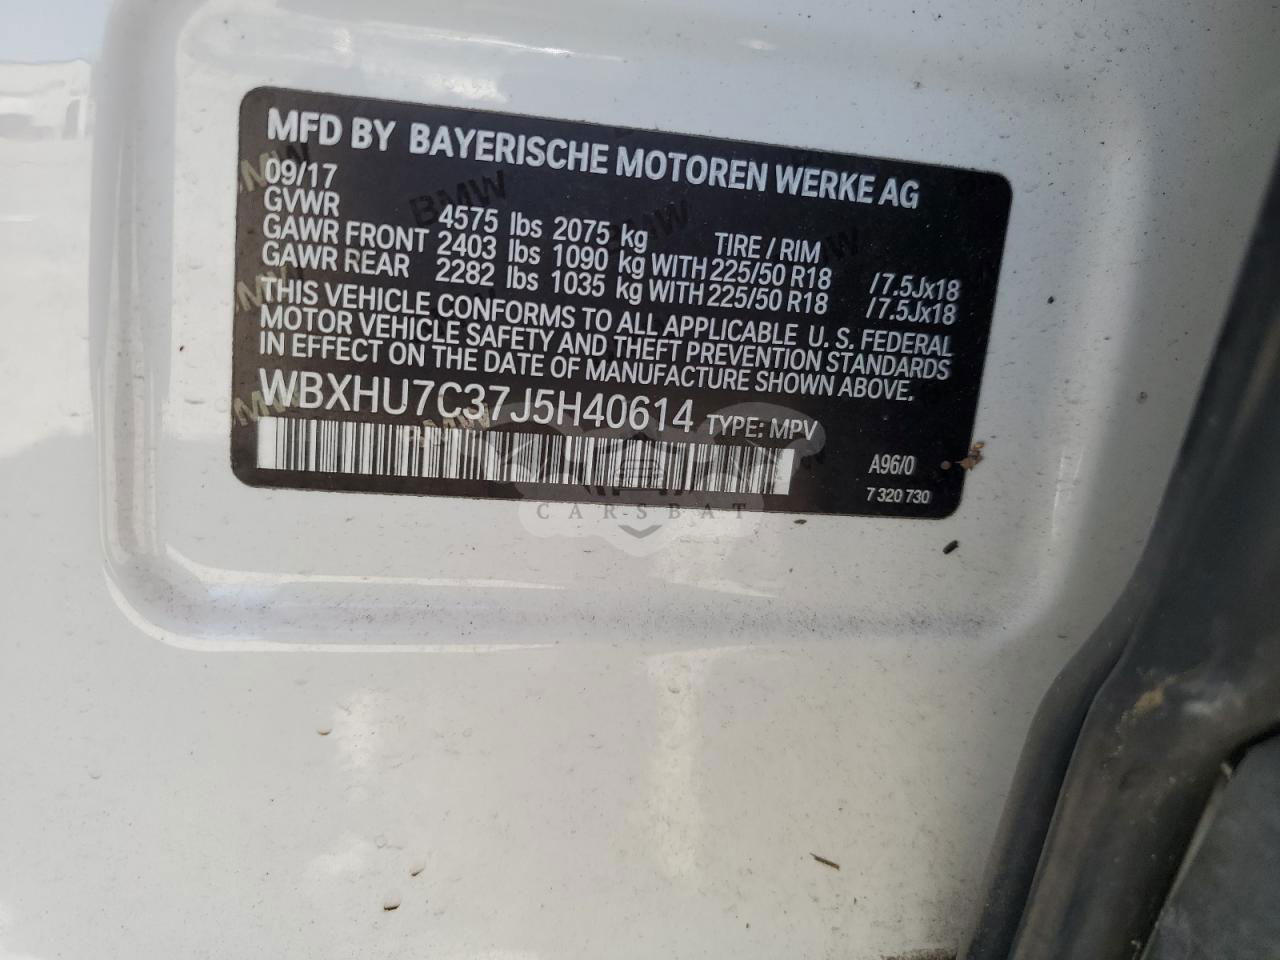 MFD BY BAYERISCHE MOTOREN WERKE AG
09/17
GVWR 4575 lbs 2075 kg TIRE / RIM
GAWR FRONT 2403 lbs 1090 kg WITH 225/50 R18 /7.5Jx18
GAWR REAR 2282 lbs 1035 kg WITH 225/50 R18 /7.5Jx18
THIS VEHICLE CONFORMS TO ALL APPLICABLE U. S. FEDERAL
MOTOR VEHICLE SAFETY AND THEFT PREVENTION STANDARDS
IN EFFECT ON THE DATE OF MANUFACTURE SHOWN ABOVE.
WBXHU7C37J5H40614 TYPE: MPV
A96/0
7 320 730
CARSBAT